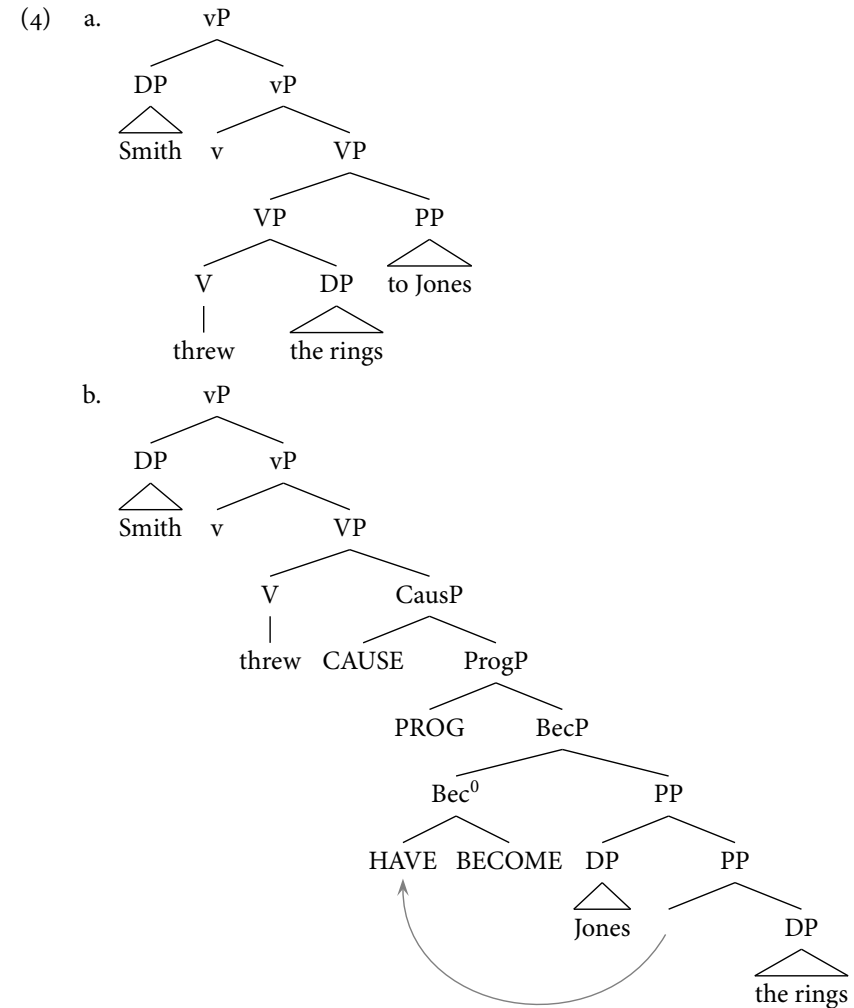 (4) a. vP
DP vP
Smith v VP
VP PP
V DP to Jones
threw the rings
b. vP
DP vP
Smith v VP
V CausP
threw CAUSE ProgP
PROG BecP
Bec⁰ PP
HAVE BECOME DP PP
Jones DP
the rings